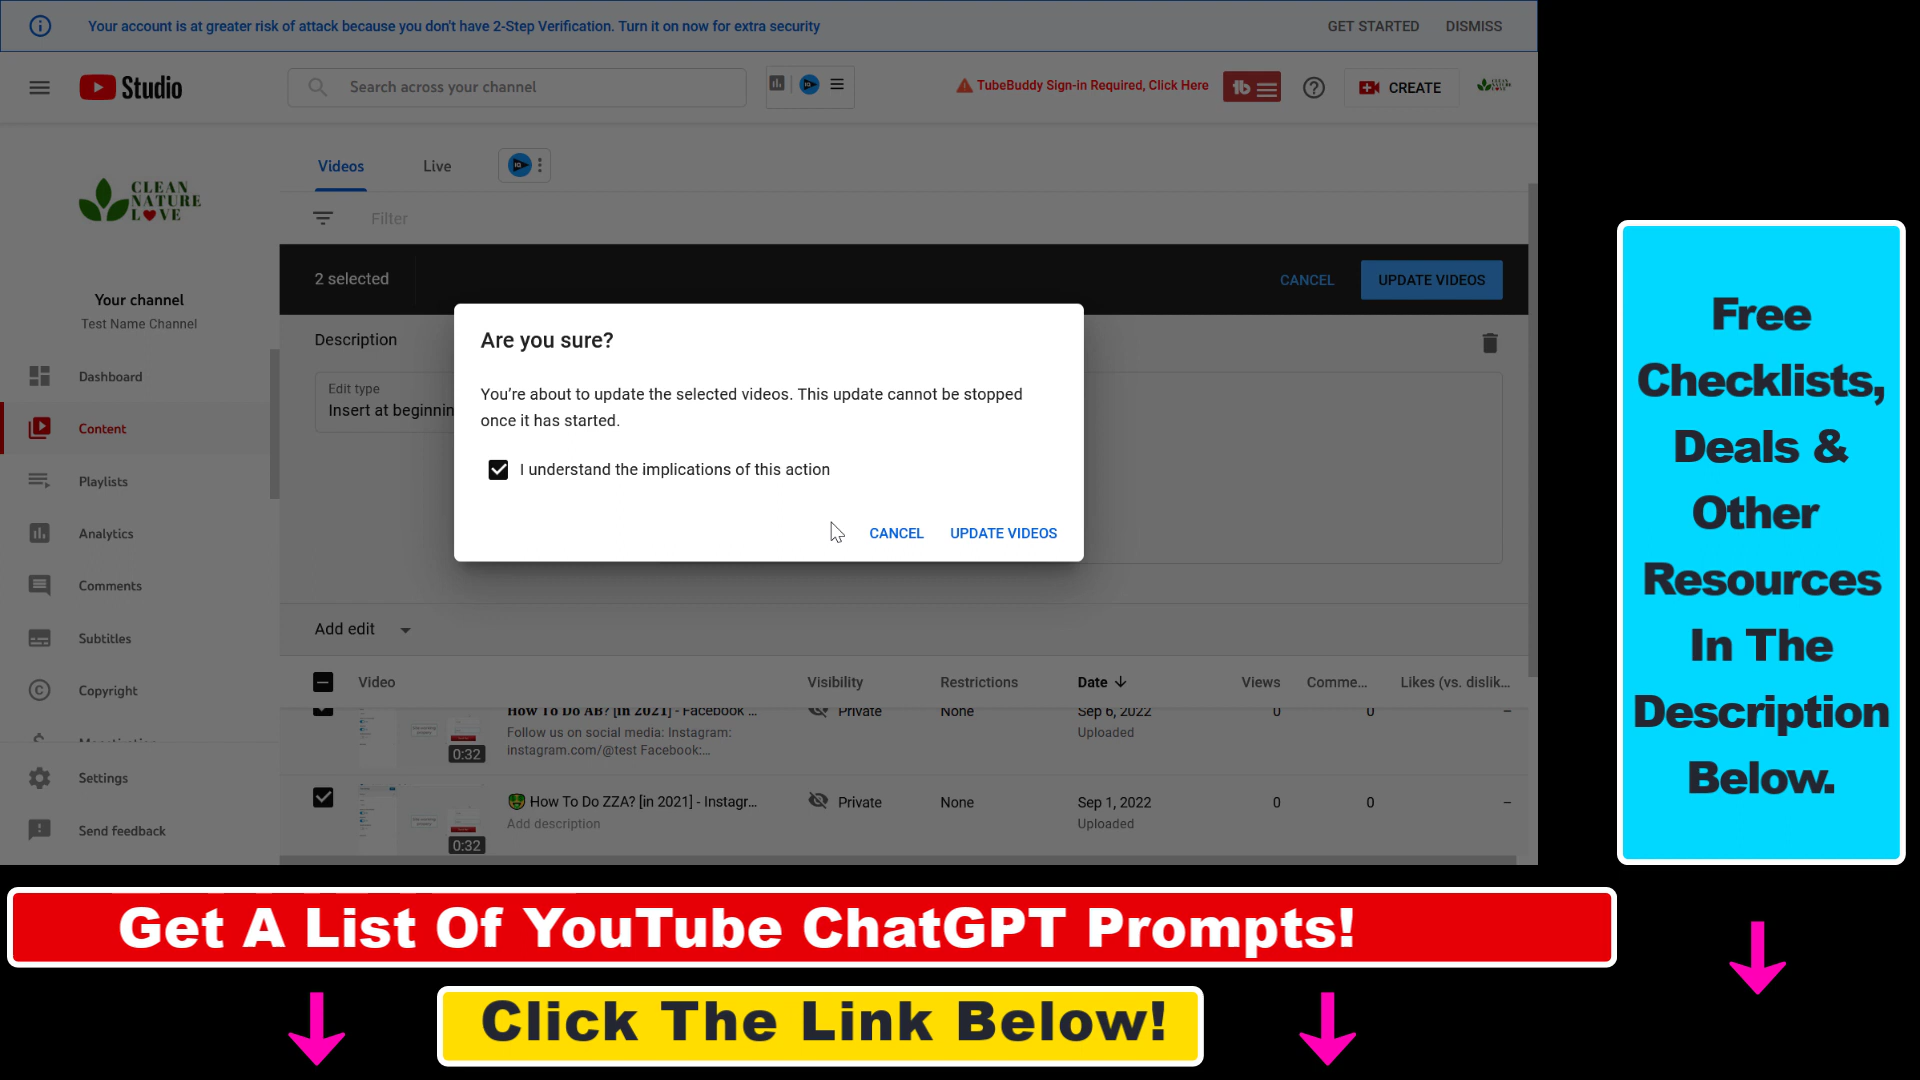 Your account is at greater risk of attack because you don't have 2-Step Verification. Turn it on now for extra security
GET STARTED
DISMISS
Studio
Search across your channel
TubeBuddy Sign-in Required, Click Here
CREATE
CLEAN
NATURE
LOVE
Your channel
Test Name Channel
Dashboard
Content
Playlists
Analytics
Comments
Subtitles
Copyright
Settings
Send feedback
Videos
Live
Filter
2 selected
CANCEL
UPDATE VIDEOS
Description
Edit type
Insert at beginnin
Are you sure?
You're about to update the selected videos. This update cannot be stopped
once it has started.
I understand the implications of this action
CANCEL
UPDATE VIDEOS
Add edit
Video
Visibility
Restrictions
Date
Views
Comme...
Likes (vs. dislik...
How To Do AB? [in 2021] - Facebook ...
Private
None
Sep 6, 2022
0
0
–
Follow us on social media: Instagram:
Uploaded
instagram.com/@test Facebook:...
0:32
How To Do ZZA? [in 2021] - Instagr...
Private
None
Sep 1, 2022
0
0
–
Add description
Uploaded
0:32
Free
Checklists,
Deals &
Other
Resources
In The
Description
Below.
Get A List Of YouTube ChatGPT Prompts!
Click The Link Below!